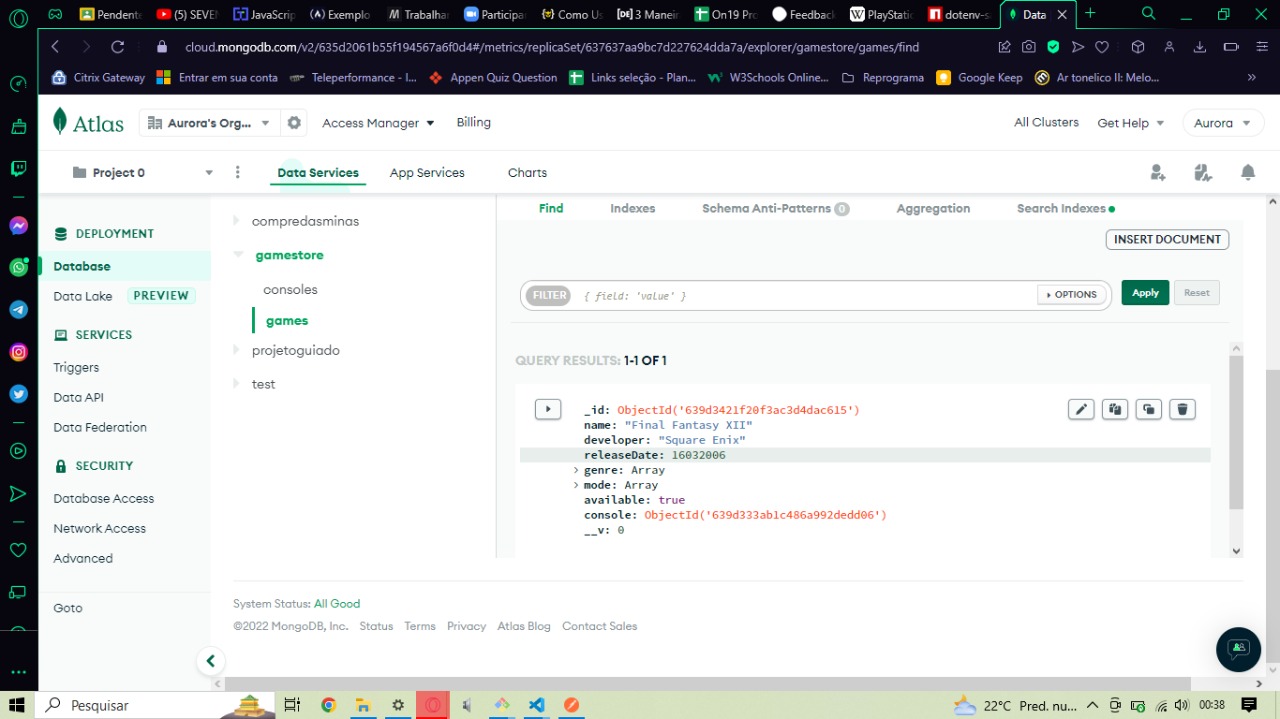 Pendente
(5) SEVEN
JavaScrip
(A) Exemplo
Trabalhar
Participar
Como Us
[DE] 3 Maneir
On19 Pro
Feedback
PlayStatio
dotenv-sa
Data
cloud.mongodb.com/v2/635d2061b55f194567a6f0d4#/metrics/replicaSet/637637aa9bc7d227624dda7a/explorer/gamestore/games/find
Citrix Gateway
Entrar em sua conta
Teleperformance - I...
Appen Quiz Question
Links seleção - Plan...
W3Schools Online...
Reprograma
Google Keep
Ar tonelico II: Melo...
Atlas
Aurora's Org...
Access Manager
Billing
All Clusters
Get Help
Aurora
Project 0
Data Services
App Services
Charts
DEPLOYMENT
Database
Data Lake
PREVIEW
SERVICES
Triggers
Data API
Data Federation
SECURITY
Database Access
Network Access
Advanced
Goto
compredasminas
gamestore
consoles
games
projetoguiado
test
Find
Indexes
Schema Anti-Patterns 0
Aggregation
Search Indexes
INSERT DOCUMENT
FILTER
{ field: 'value' }
OPTIONS
Apply
Reset
QUERY RESULTS: 1-1 OF 1
_id: ObjectId('639d3421f20f3ac3d4dac615')
name: "Final Fantasy XII"
developer: "Square Enix"
releaseDate: 16032006
genre: Array
mode: Array
available: true
console: ObjectId('639d333ab1c486a992dedd06')
__v: 0
System Status: All Good
©2022 MongoDB, Inc.
Status
Terms
Privacy
Atlas Blog
Contact Sales
Pesquisar
22°C
Pred. nu...
00:38